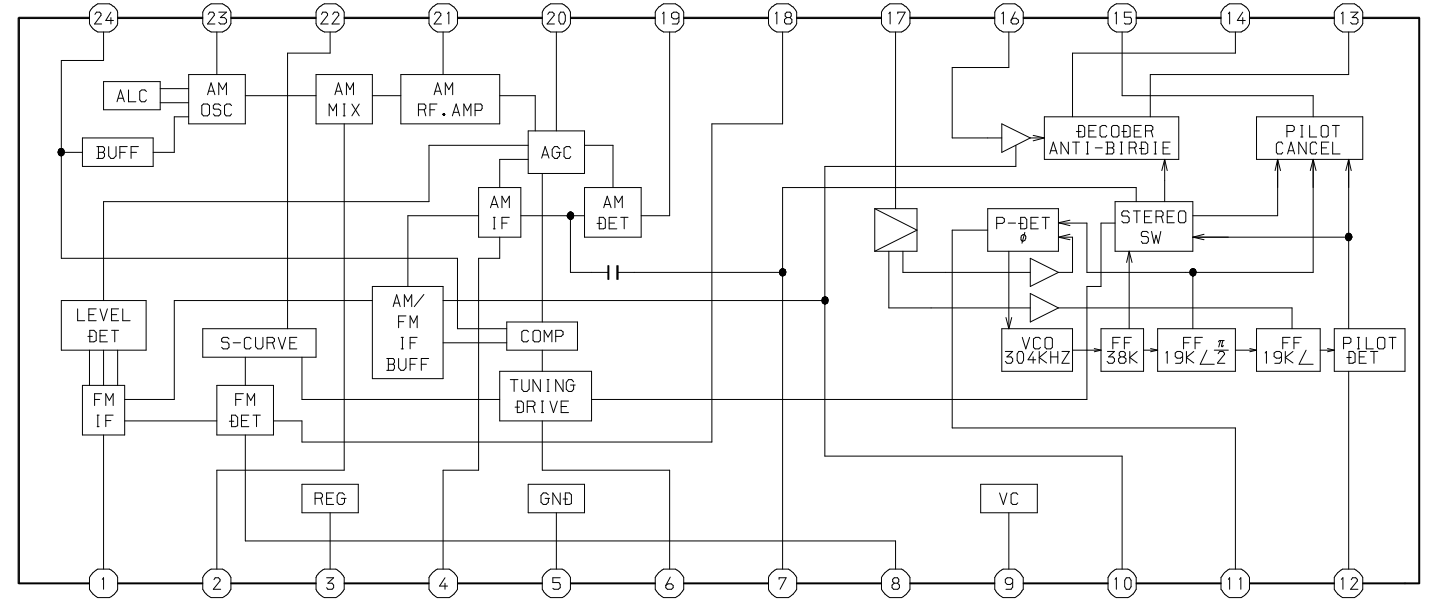 24 23 22 21 20 19 18 17 16 15 14 13
ALC
AM
OSC
AM
MIX
AM
RF.AMP
BUFF
AGC
DECODER
ANTI-BIRDIE
PILOT
CANCEL
AM
IF
AM
DET
P-DET
ø
STEREO
SW
LEVEL
DET
S-CURVE
AM/
FM
IF
BUFF
COMP
VCO
304KHZ
FF
38K
FF π
19K∠2
FF
19K∠
PILOT
DET
FM
IF
FM
DET
TUNING
DRIVE
REG
GND
VC
1 2 3 4 5 6 7 8 9 10 11 12